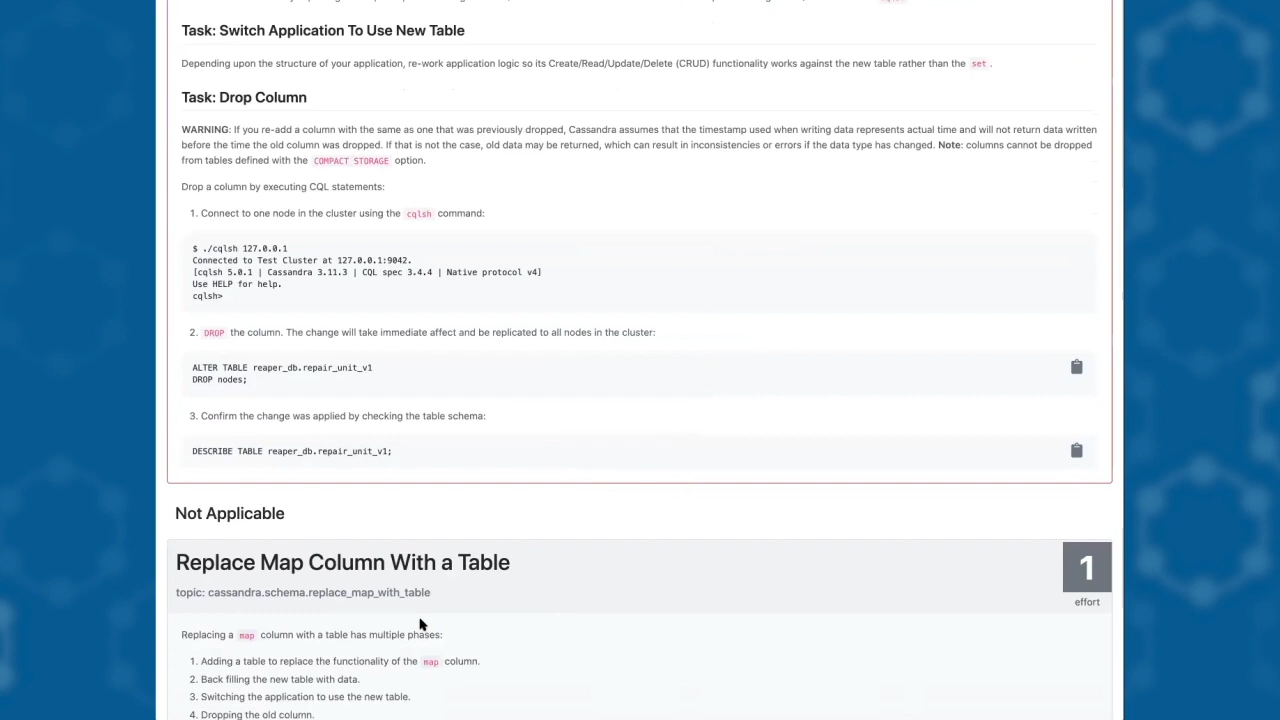 Task: Switch Application To Use New Table
Depending upon the structure of your application, re-work application logic so its Create/Read/Update/Delete (CRUD) functionality works against the new table rather than the set .
Task: Drop Column
WARNING: If you re-add a column with the same as one that was previously dropped, Cassandra assumes that the timestamp used when writing data represents actual time and will not return data written
before the time the old column was dropped. If that is not the case, old data may be returned, which can result in inconsistencies or errors if the data type has changed. Note: columns cannot be dropped
from tables defined with the COMPACT STORAGE option.
Drop a column by executing CQL statements:
1. Connect to one node in the cluster using the cqlsh command:
$ ./cqlsh 127.0.0.1
Connected to Test Cluster at 127.0.0.1:9042.
[cqlsh 5.0.1 | Cassandra 3.11.3 | CQL spec 3.4.4 | Native protocol v4]
Use HELP for help.
cqlsh>
2. DROP the column. The change will take immediate affect and be replicated to all nodes in the cluster:
ALTER TABLE reaper_db.repair_unit_v1
DROP nodes;
3. Confirm the change was applied by checking the table schema:
DESCRIBE TABLE reaper_db.repair_unit_v1;
Not Applicable
Replace Map Column With a Table
1
topic: cassandra.schema.replace_map_with_table
effort
Replacing a map column with a table has multiple phases:
1. Adding a table to replace the functionality of the map column.
2. Back filling the new table with data.
3. Switching the application to use the new table.
4. Dropping the old column.